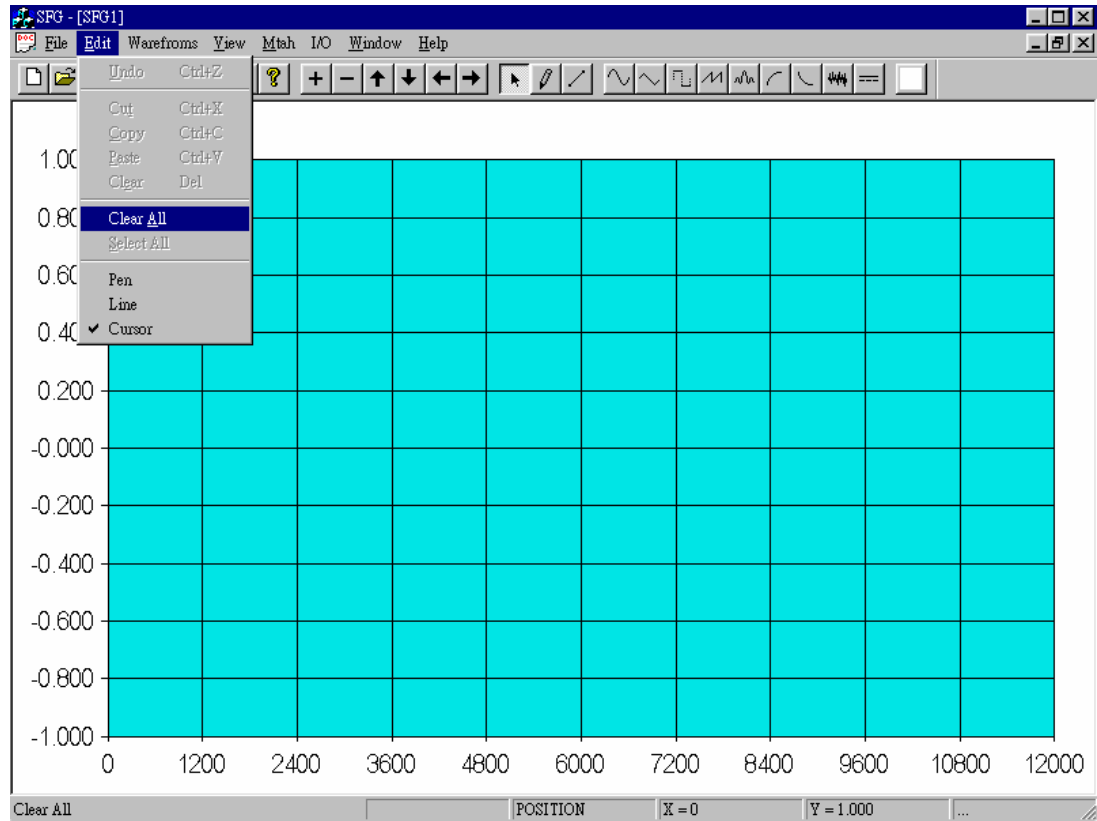 SFG - [SFG1]
File Edit Warefroms View Mtah I/O Window Help
Undo Ctrl+Z
Cut Ctrl+X
Copy Ctrl+C
Paste Ctrl+V
Clear Del
Clear All
Select All
Pen
Line
✔ Cursor
1.00
0.80
0.60
0.40
0.200
-0.000
-0.200
-0.400
-0.600
-0.800
-1.000
0 1200 2400 3600 4800 6000 7200 8400 9600 10800 12000
Clear All POSITION X = 0 Y = 1.000 ...